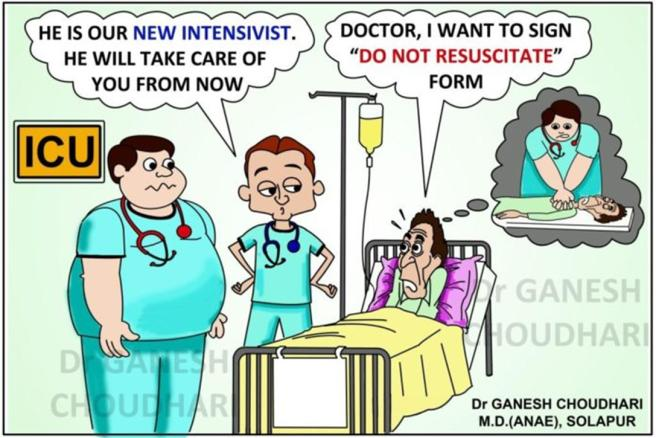 HE IS OUR NEW INTENSIVIST.
HE WILL TAKE CARE OF
YOU FROM NOW
DOCTOR, I WANT TO SIGN
"DO NOT RESUSCITATE"
FORM
ICU
Dr GANESH
CHOUDHARI
Dr GANESH
CHOUDHARI
Dr GANESH CHOUDHARI
M.D.(ANAE), SOLAPUR